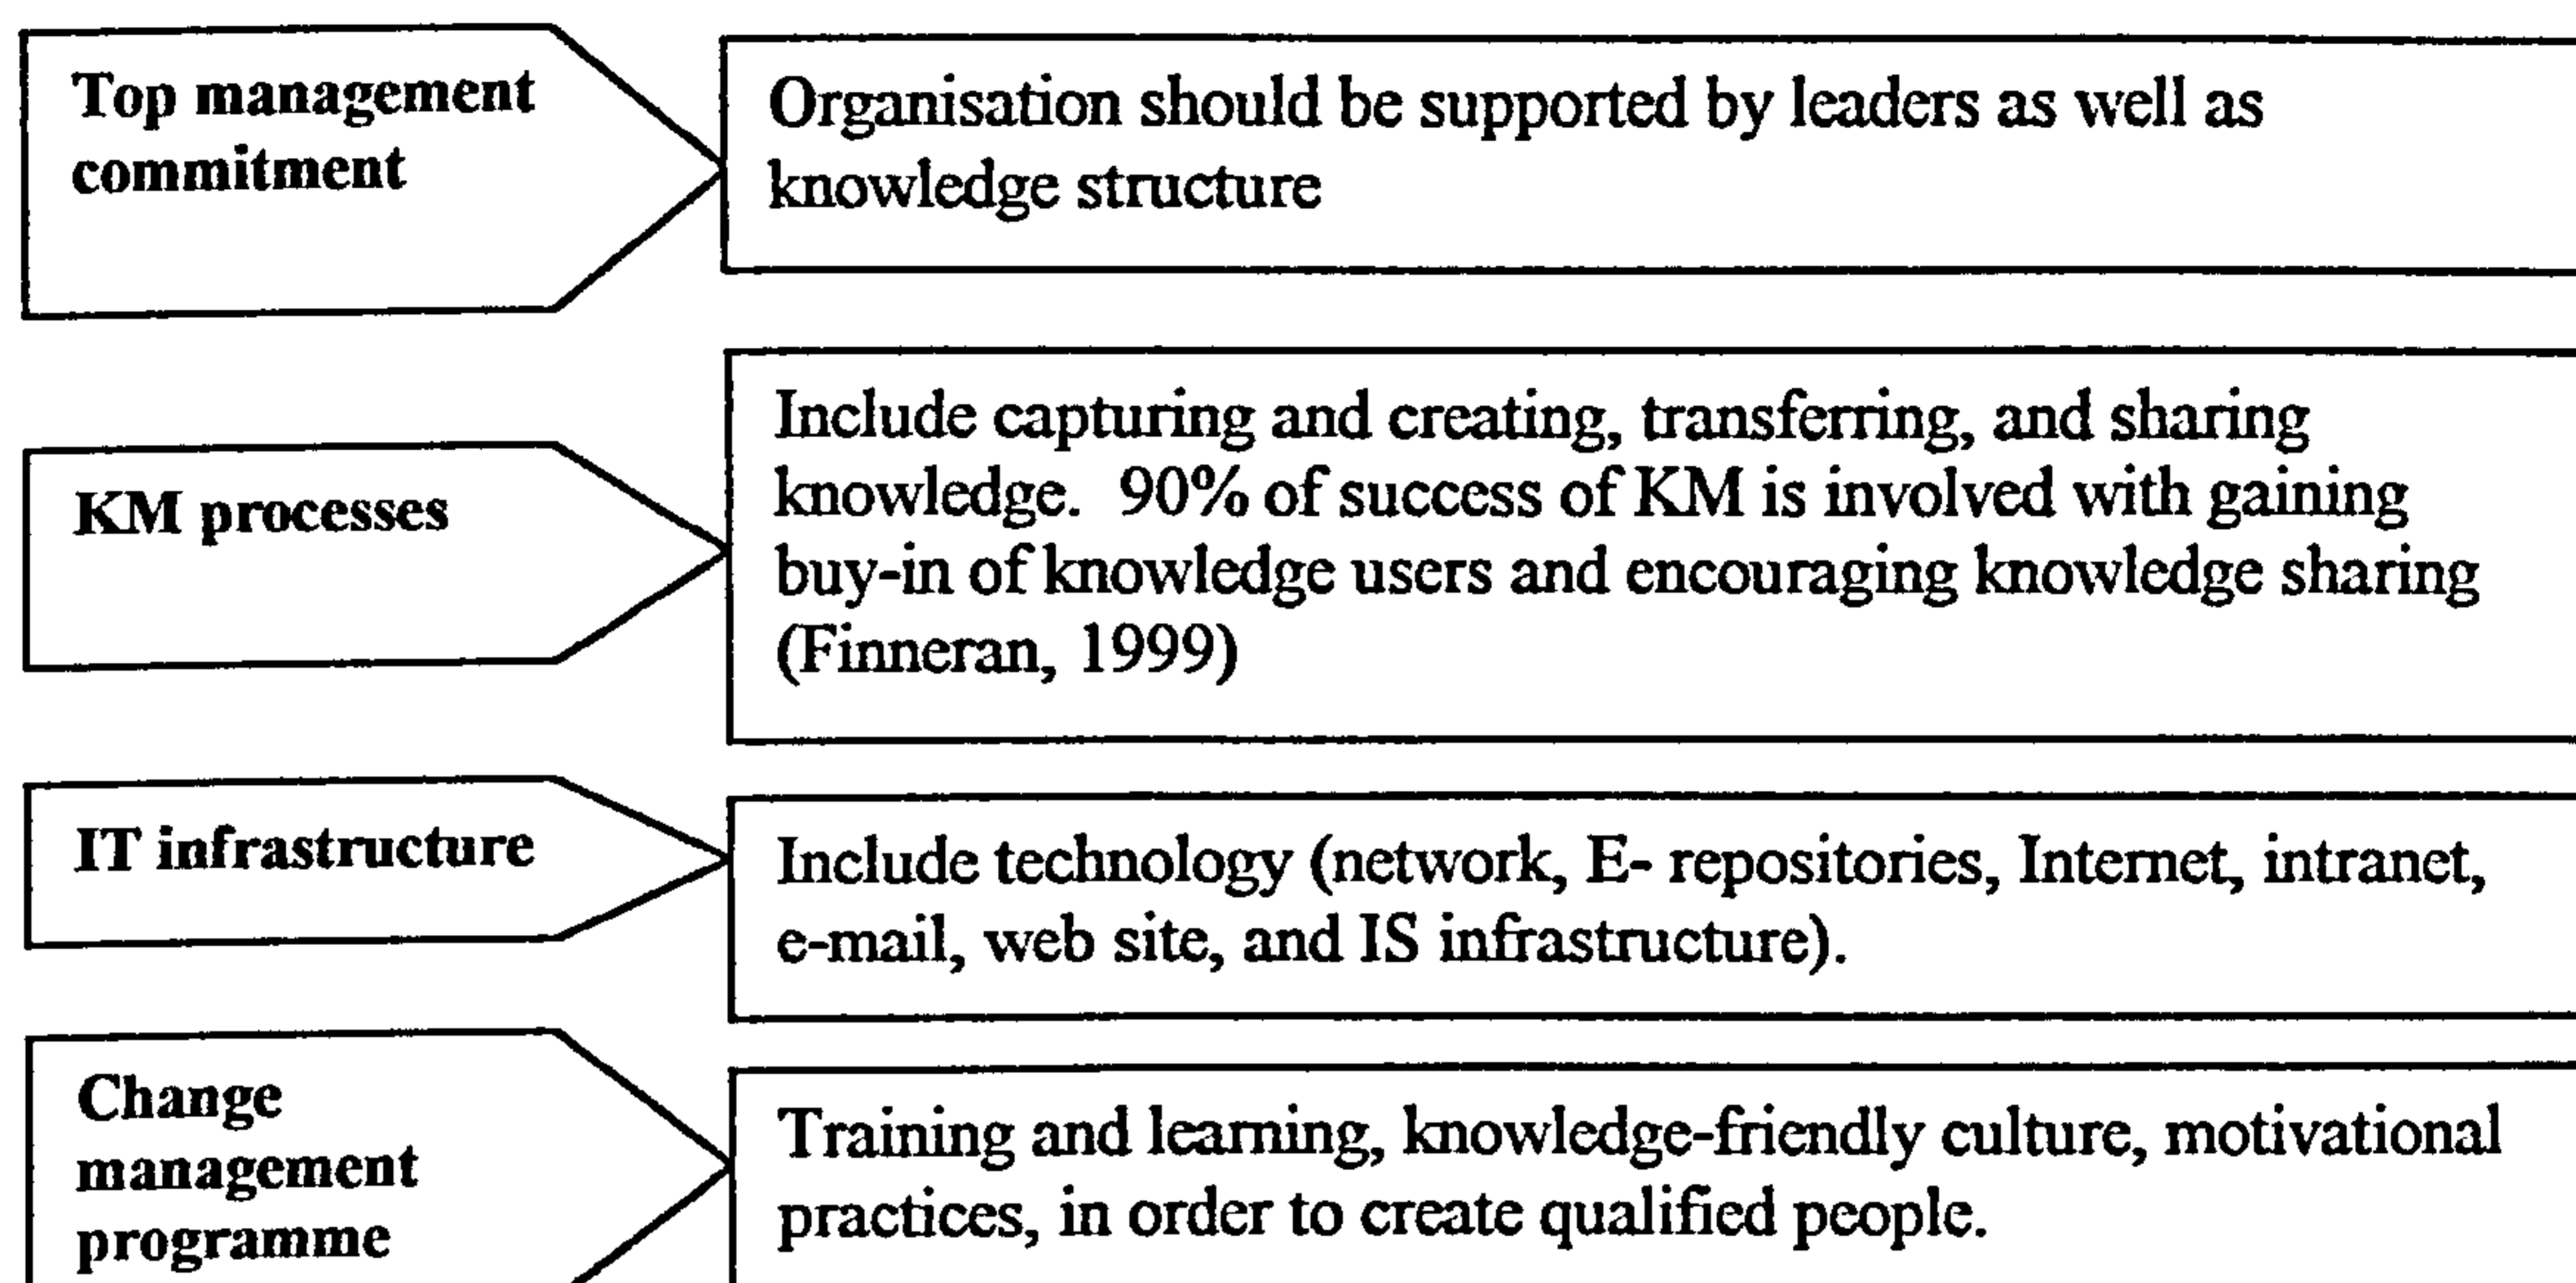 Top management
commitment
Organisation should be supported by leaders as well as
knowledge structure
KM processes
Include capturing and creating, transferring, and sharing
knowledge. 90% of success of KM is involved with gaining
buy-in of knowledge users and encouraging knowledge sharing
(Finneran, 1999)
IT infrastructure
Include technology (network, E- repositories, Internet, intranet,
e-mail, web site, and IS infrastructure).
Change
management
programme
Training and learning, knowledge-friendly culture, motivational
practices, in order to create qualified people.